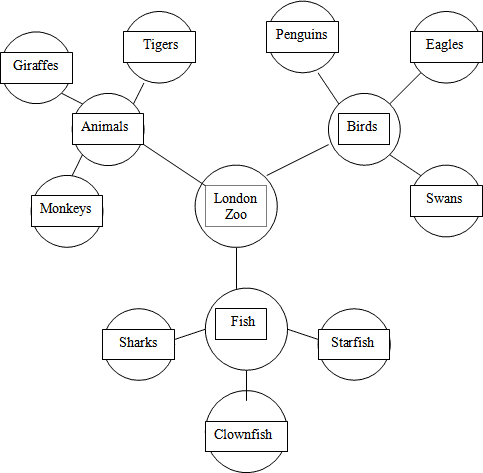 Penguins
Tigers
Eagles
Giraffes
Animals
Birds
Monkeys
London
Zoo
Swans
Fish
Sharks
Starfish
Clownfish